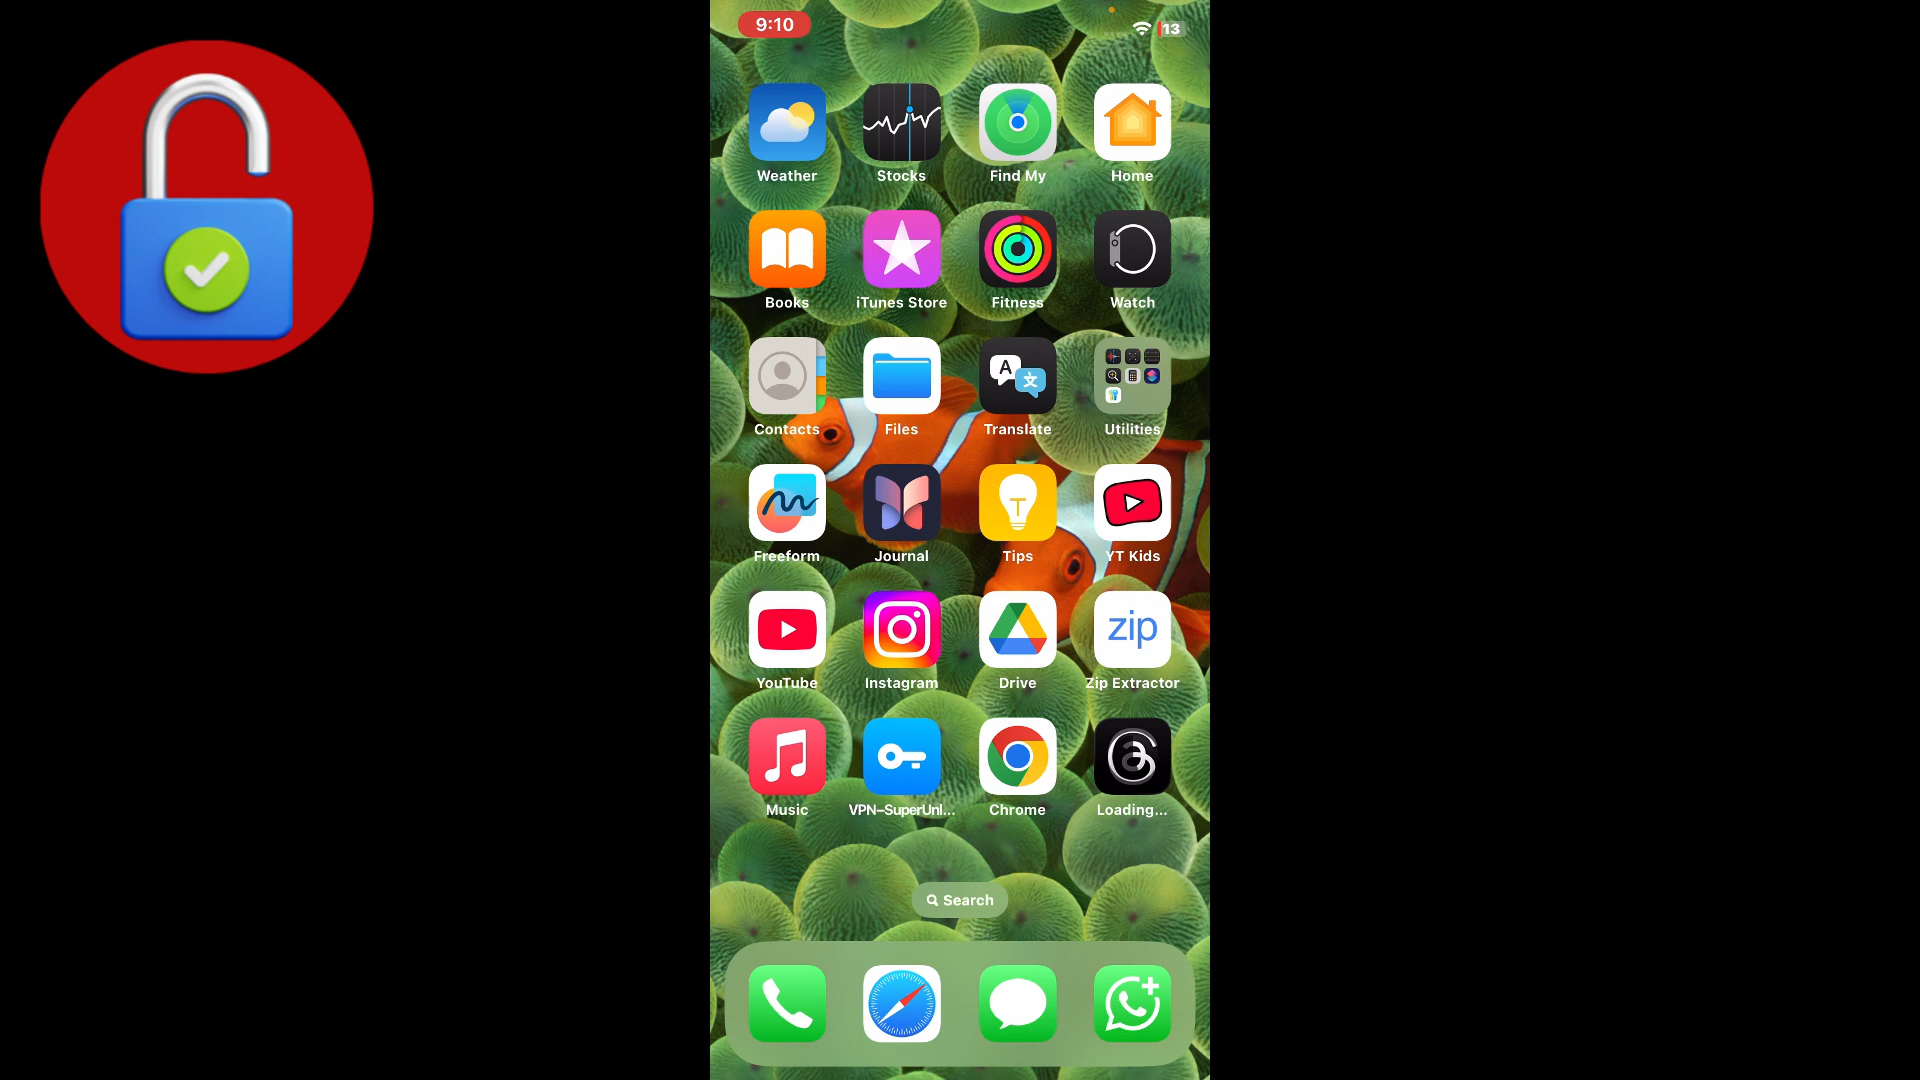 9:10
13
Weather Stocks Find My Home
Books iTunes Store Fitness Watch
A 文
Contacts Files Translate Utilities
Freeform Journal Tips YT Kids
zip
YouTube Instagram Drive Zip Extractor
Music VPN–SuperUnl... Chrome Loading...
Search